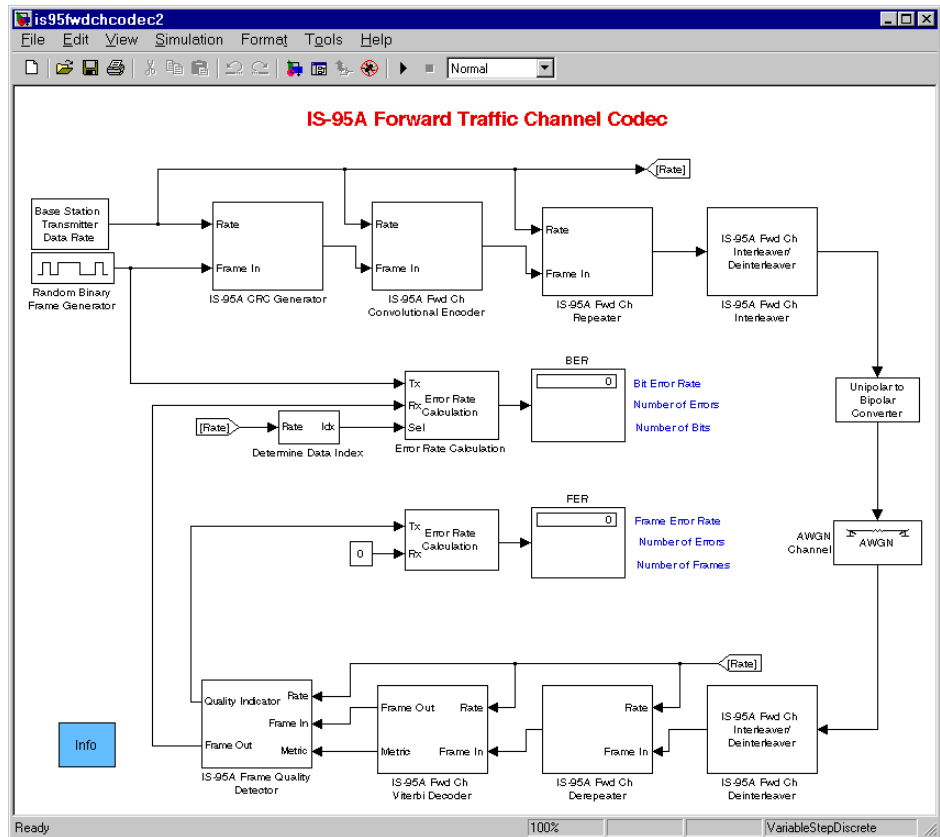 is95fwdchcodec2
File Edit View Simulation Format Tools Help
Normal
IS-95A Forward Traffic Channel Codec
[Rate]
Base Station
Transmitter
Data Rate
Random Binary
Frame Generator
Rate
Frame In
IS-95A CRC Generator
Rate
Frame In
IS-95A Fwd Ch
Convolutional Encoder
Rate
Frame In
IS-95A Fwd Ch
Repeater
IS-95A Fwd Ch
Interleaver/
Deinterleaver
IS-95A Fwd Ch
Interleaver
Unipolar to
Bipolar
Converter
Tx
Rx
Sel
Error Rate
Calculation
Error Rate Calculation
[Rate]
Rate Idx
Determine Data Index
BER
0
Bit Error Rate
Number of Errors
Number of Bits
Tx
Rx
Error Rate
Calculation
0
FER
0
Frame Error Rate
Number of Errors
Number of Frames
AWGN
Channel
AWGN
[Rate]
Quality Indicator
Frame Out
Rate
Frame In
Metric
IS-95A Frame Quality
Detector
Frame Out
Metric
Rate
Frame In
IS-95A Fwd Ch
Viterbi Decoder
Rate
Frame In
IS-95A Fwd Ch
Derepeater
IS-95A Fwd Ch
Interleaver/
Deinterleaver
IS-95A Fwd Ch
Deinterleaver
Info
Ready
100%
VariableStepDiscrete